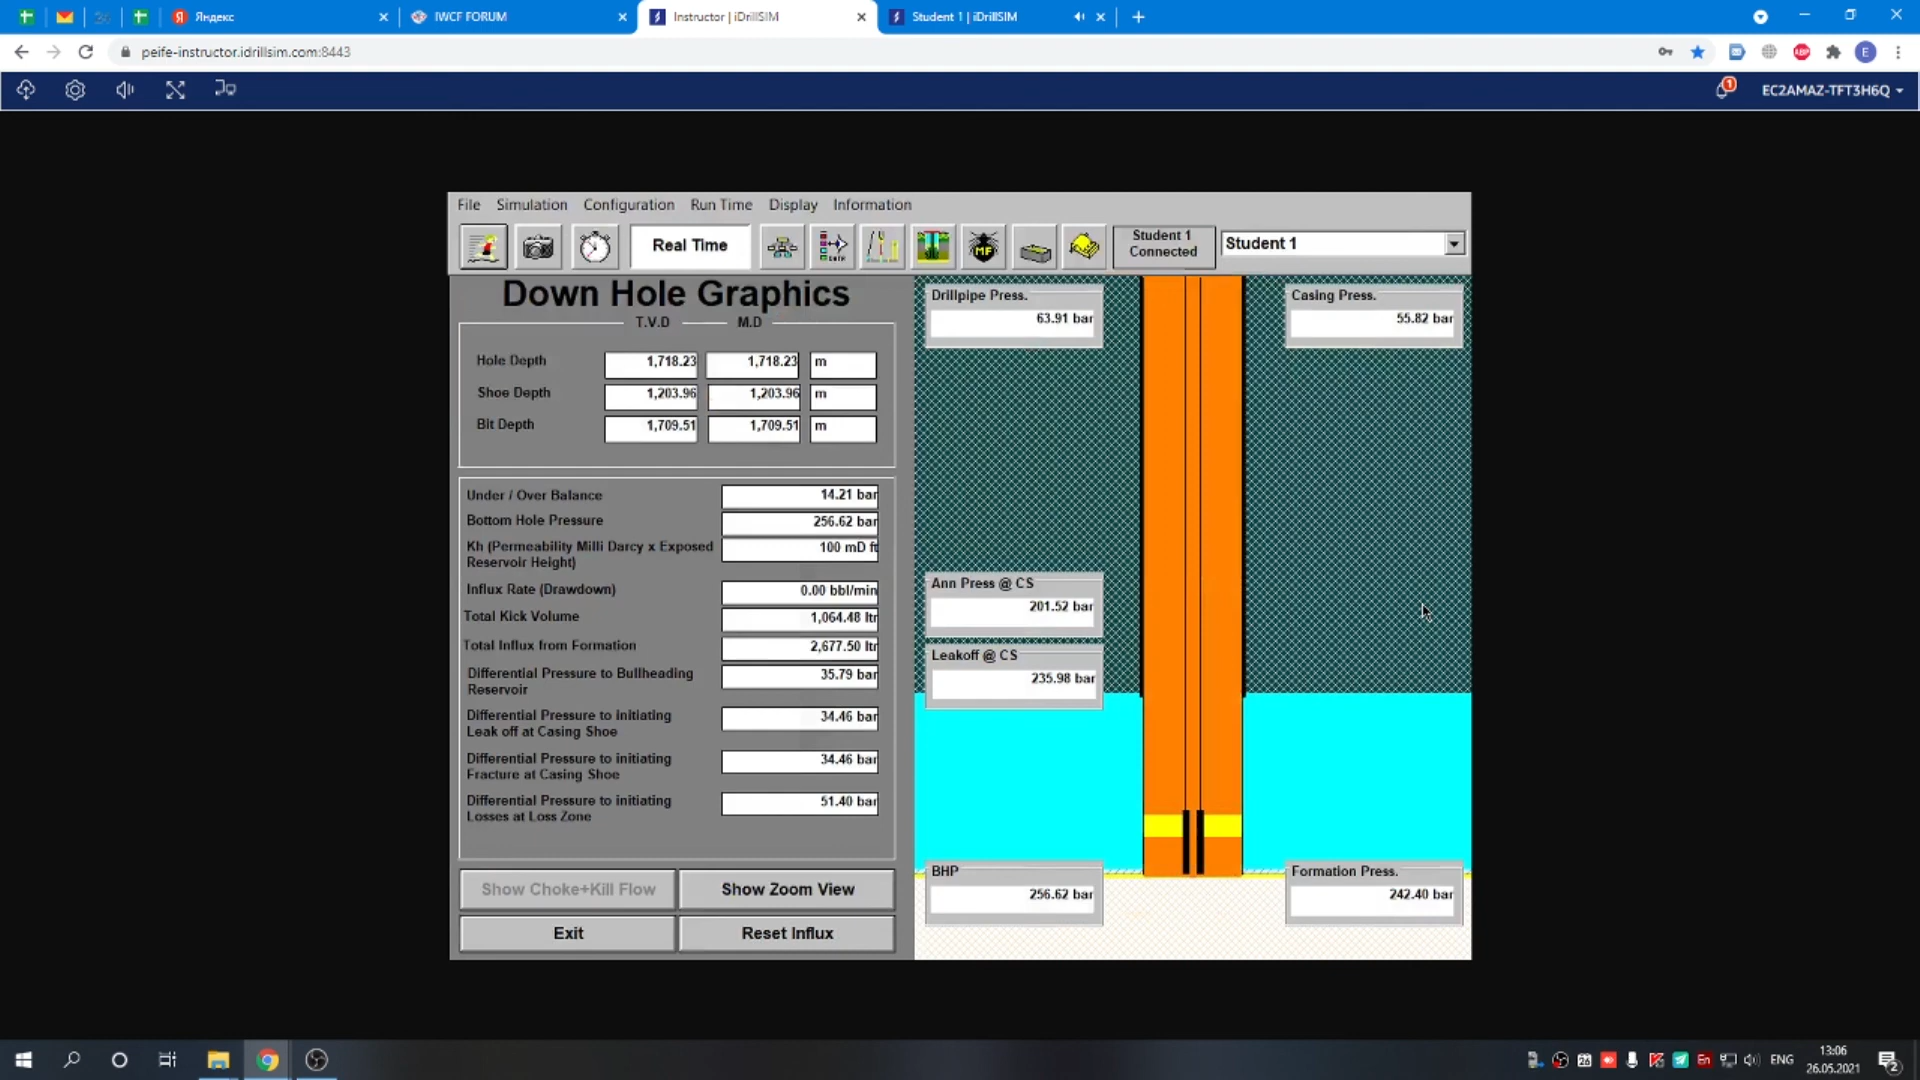 Яндекс
IWCF FORUM
Instructor | iDrillSIM
Student 1 | iDrillSIM
peife-instructor.idrillsim.com:8443
ABP
E
1
EC2AMAZ-TFT3H6Q
File Simulation Configuration Run Time Display Information
Real Time
MF
Student 1
Connected
Student 1
Down Hole Graphics
T.V.D M.D
Hole Depth 1,718.23 1,718.23 m
Shoe Depth 1,203.96 1,203.96 m
Bit Depth 1,709.51 1,709.51 m
Under / Over Balance 14.21 bar
Bottom Hole Pressure 256.62 bar
Kh (Permeability Milli Darcy x Exposed
Reservoir Height) 100 mD ft
Influx Rate (Drawdown) 0.00 bbl/min
Total Kick Volume 1,064.48 ltr
Total Influx from Formation 2,677.50 ltr
Differential Pressure to Bullheading
Reservoir 35.79 bar
Differential Pressure to Initiating
Leak off at Casing Shoe 34.46 bar
Differential Pressure to initiating
Fracture at Casing Shoe 34.46 bar
Differential Pressure to initiating
Losses at Loss Zone 51.40 bar
Show Choke+Kill Flow Show Zoom View
Exit Reset Influx
Drillpipe Press.
63.91 bar
Casing Press.
55.82 bar
Ann Press @ CS
201.52 bar
Leakoff @ CS
235.98 bar
BHP
256.62 bar
Formation Press.
242.40 bar
26
En
ENG
13:06
26.05.2021
2